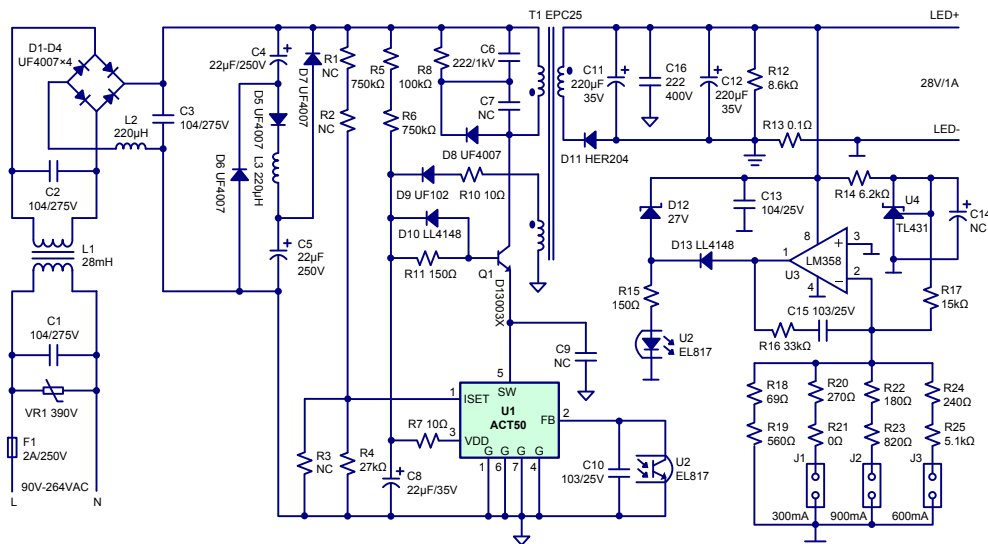 T1 EPC25
LED+
D1-D4
UF4007×4
C4
22μF/250V
D7 UF4007
R1
NC
R5
750kΩ
R8
100kΩ
C6
222/1kV
C11
220μF
35V
C16
222
400V
C12
220μF
35V
R12
8.6kΩ
28V/1A
L2
220μH
C3
104/275V
D5 UF4007
L3 220μH
R2
NC
R6
750kΩ
C7
NC
D8 UF4007
D11 HER204
R13 0.1Ω
LED-
D6 UF4007
C2
104/275V
D9 UF102
R10 10Ω
D10 LL4148
R11 150Ω
Q1
D13003X
D12
27V
C13
104/25V
R14 6.2kΩ
U4
TL431
C14
NC
L1
28mH
C5
22μF
250V
D13 LL4148
1
8
3
+
LM358
U3
−
4
2
R15
150Ω
C15 103/25V
R16 33kΩ
R17
15kΩ
U2
EL817
C1
104/275V
C9
NC
VR1 390V
5
SW
1
ISET
U1
ACT50
FB
2
3
VDD
R7 10Ω
G
G
G
G
1
6
7
4
R3
NC
R4
27kΩ
C8
22μF/35V
C10
103/25V
U2
EL817
R18
69Ω
R20
270Ω
R22
180Ω
R24
240Ω
R19
560Ω
R21
0Ω
R23
820Ω
R25
5.1kΩ
J1
J2
J3
300mA
900mA
600mA
F1
2A/250V
90V-264VAC
L
N